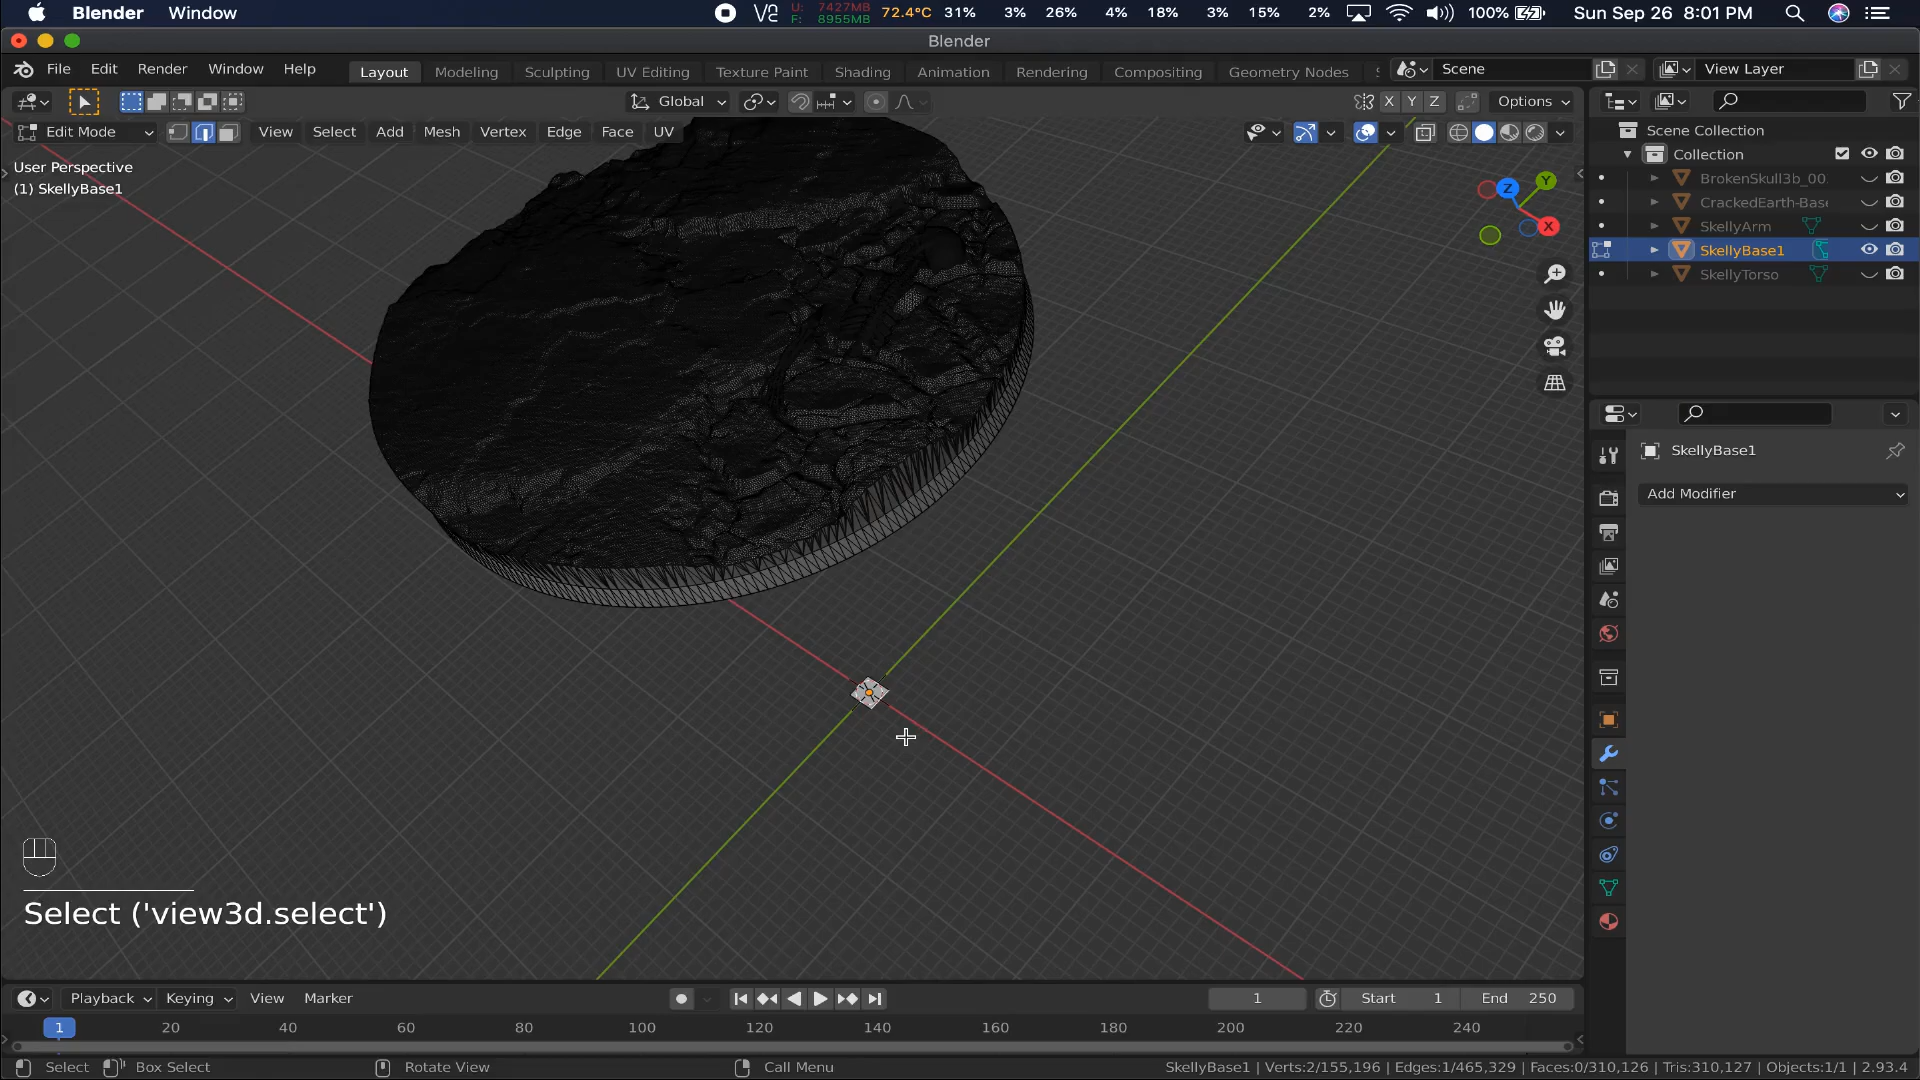 Blender Window U: 7427MB F: 8955MB 72.4°C 31% 3% 26% 4% 18% 3% 15% 2% 100% Sun Sep 26 8:01 PM
Blender
File Edit Render Window Help Layout Modeling Sculpting UV Editing Texture Paint Shading Animation Rendering Compositing Geometry Nodes Scene View Layer
Global X Y Z Options
Edit Mode View Select Add Mesh Vertex Edge Face UV
Scene Collection
Collection
BrokenSkull3b_00
CrackedEarth-Base
SkellyArm
SkellyBase1
SkellyTorso
User Perspective
(1) SkellyBase1
Z Y X
SkellyBase1
Add Modifier
Select ('view3d.select')
Playback Keying View Marker 1 Start 1 End 250
1 20 40 60 80 100 120 140 160 180 200 220 240
Select Box Select Rotate View Call Menu SkellyBase1 | Verts:2/155,196 | Edges:1/465,329 | Faces:0/310,126 | Tris:310,127 | Objects:1/1 | 2.93.4